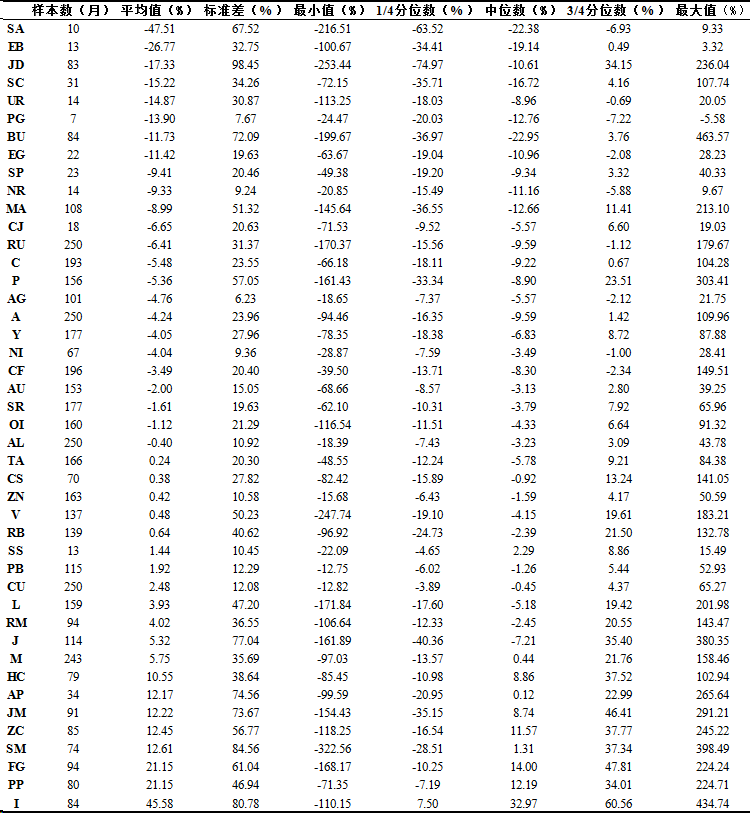 样本数（月） 平均值（%） 标准差（%） 最小值（%） 1/4分位数（%） 中位数（%） 3/4分位数（%） 最大值（%）
SA 10 -47.51 67.52 -216.51 -63.52 -22.38 -6.93 9.33
EB 13 -26.77 32.75 -100.67 -34.41 -19.14 0.49 3.32
JD 83 -17.33 98.45 -253.44 -74.97 -10.61 34.15 236.04
SC 31 -15.22 34.26 -72.15 -35.71 -16.72 4.16 107.74
UR 14 -14.87 30.87 -113.25 -18.03 -8.96 -0.69 20.05
PG 7 -13.90 7.67 -24.47 -20.03 -12.76 -7.22 -5.58
BU 84 -11.73 72.09 -199.67 -36.97 -22.95 3.76 463.57
EG 22 -11.42 19.63 -63.67 -19.04 -10.96 -2.08 28.23
SP 23 -9.41 20.46 -49.38 -19.20 -9.34 3.32 40.33
NR 14 -9.33 9.24 -20.85 -15.49 -11.16 -5.88 9.67
MA 108 -8.99 51.32 -145.64 -36.55 -12.66 11.41 213.10
CJ 18 -6.65 20.63 -71.53 -9.52 -5.57 6.60 19.03
RU 250 -6.41 31.37 -170.37 -15.56 -9.59 -1.12 179.67
C 193 -5.48 23.55 -66.18 -18.11 -9.22 0.67 104.28
P 156 -5.36 57.05 -161.43 -33.34 -8.90 23.51 303.41
AG 101 -4.76 6.23 -18.65 -7.37 -5.57 -2.12 21.75
A 250 -4.24 23.96 -94.46 -16.35 -9.59 1.42 109.96
Y 177 -4.05 27.96 -78.35 -18.38 -6.83 8.72 87.88
NI 67 -4.04 9.36 -28.87 -7.59 -3.49 -1.00 28.41
CF 196 -3.49 20.40 -39.50 -13.71 -8.30 -2.34 149.51
AU 153 -2.00 15.05 -68.66 -8.57 -3.13 2.80 39.25
SR 177 -1.61 19.63 -62.10 -10.31 -3.79 7.92 65.96
OI 160 -1.12 21.29 -116.54 -11.51 -4.33 6.64 91.32
AL 250 -0.40 10.92 -18.39 -7.43 -3.23 3.09 43.78
TA 166 0.24 20.30 -48.55 -12.24 -5.78 9.21 84.38
CS 70 0.38 27.82 -82.42 -15.89 -0.92 13.24 141.05
ZN 163 0.42 10.58 -15.68 -6.43 -1.59 4.17 50.59
V 137 0.48 50.23 -247.74 -19.10 -4.15 19.61 183.21
RB 139 0.64 40.62 -96.92 -24.73 -2.39 21.50 132.78
SS 13 1.44 10.45 -22.09 -4.65 2.29 8.86 15.49
PB 115 1.92 12.29 -12.75 -6.02 -1.26 5.44 52.93
CU 250 2.48 12.08 -12.82 -3.89 -0.45 4.37 65.27
L 159 3.93 47.20 -171.84 -17.60 -5.18 19.42 201.98
RM 94 4.02 36.55 -106.64 -12.33 -2.45 20.55 143.47
J 114 5.32 77.04 -161.89 -40.36 -7.21 35.40 380.35
M 243 5.75 35.69 -97.03 -13.57 0.44 21.76 158.46
HC 79 10.55 38.64 -85.45 -10.98 8.86 37.52 102.94
AP 34 12.17 74.56 -99.59 -20.95 0.12 22.99 265.64
JM 91 12.22 73.67 -154.43 -35.15 8.74 46.41 291.21
ZC 85 12.45 56.77 -118.25 -16.54 11.57 37.77 245.22
SM 74 12.61 84.56 -322.56 -28.51 1.31 37.34 398.49
FG 94 21.15 61.04 -168.17 -10.25 14.00 47.81 224.24
PP 80 21.15 46.94 -71.35 -7.19 12.19 34.01 224.71
I 84 45.58 80.78 -110.15 7.50 32.97 60.56 434.74